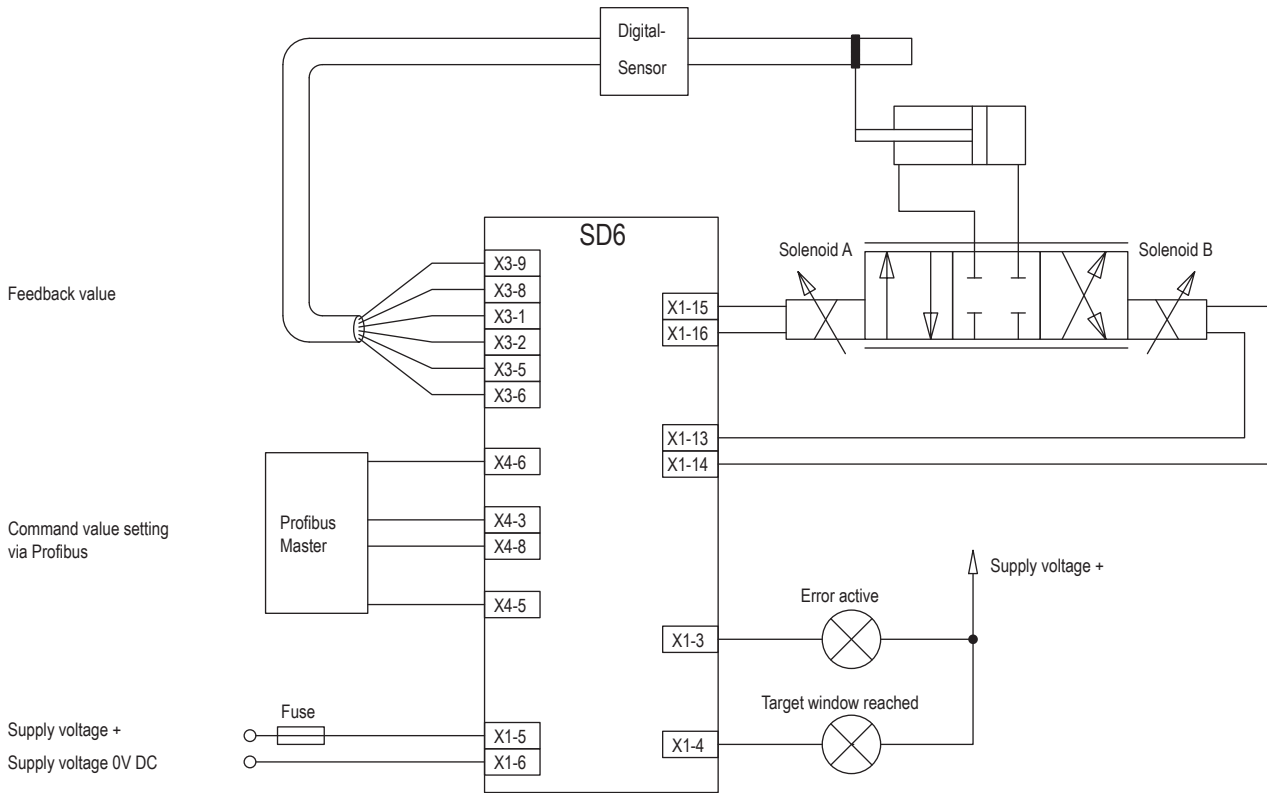 Digital-
Sensor
SD6
Solenoid A
Solenoid B
Feedback value
X3-9
X3-8
X3-1
X3-2
X3-5
X3-6
X1-15
X1-16
X1-13
X1-14
Command value setting
via Profibus
Profibus
Master
X4-6
X4-3
X4-8
X4-5
Supply voltage +
Error active
X1-3
Target window reached
X1-4
Supply voltage +
Supply voltage 0V DC
Fuse
X1-5
X1-6